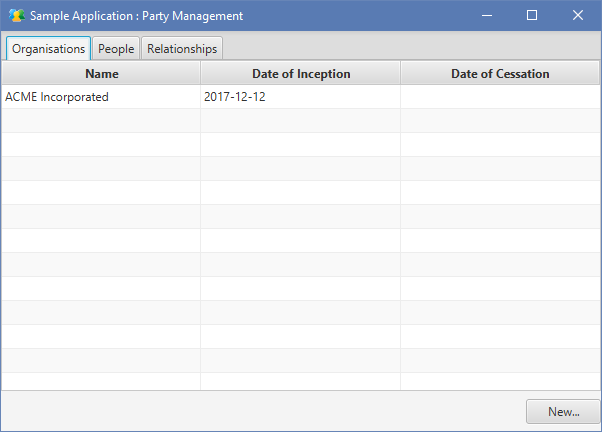 Sample Application : Party Management
Organisations People Relationships
Name Date of Inception Date of Cessation
ACME Incorporated 2017-12-12
New...